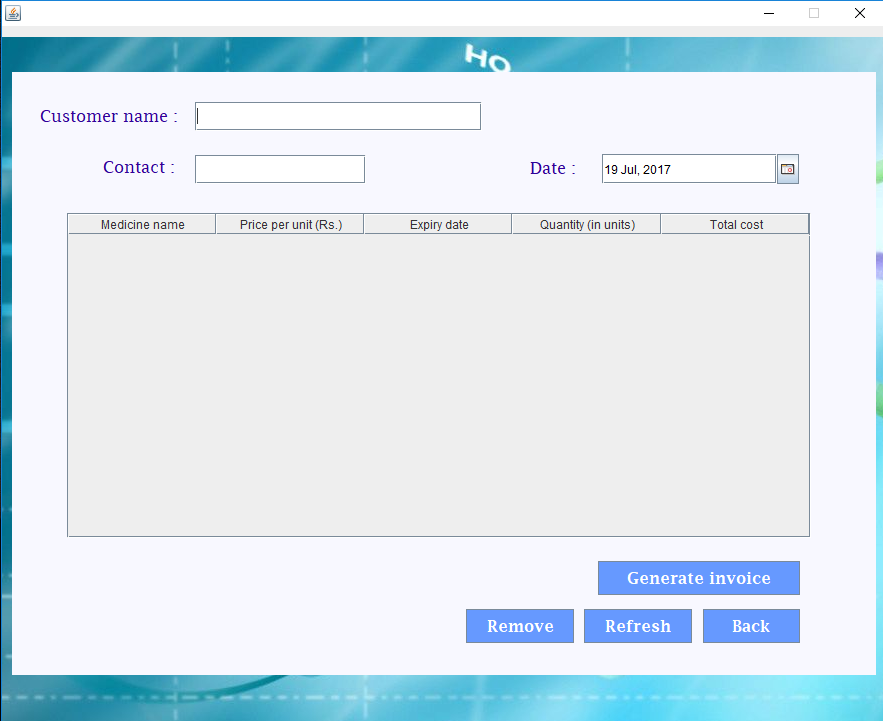 HO
Customer name :
Contact :
Date : 19 Jul, 2017
Medicine name Price per unit (Rs.) Expiry date Quantity (in units) Total cost
Generate invoice
Remove Refresh Back